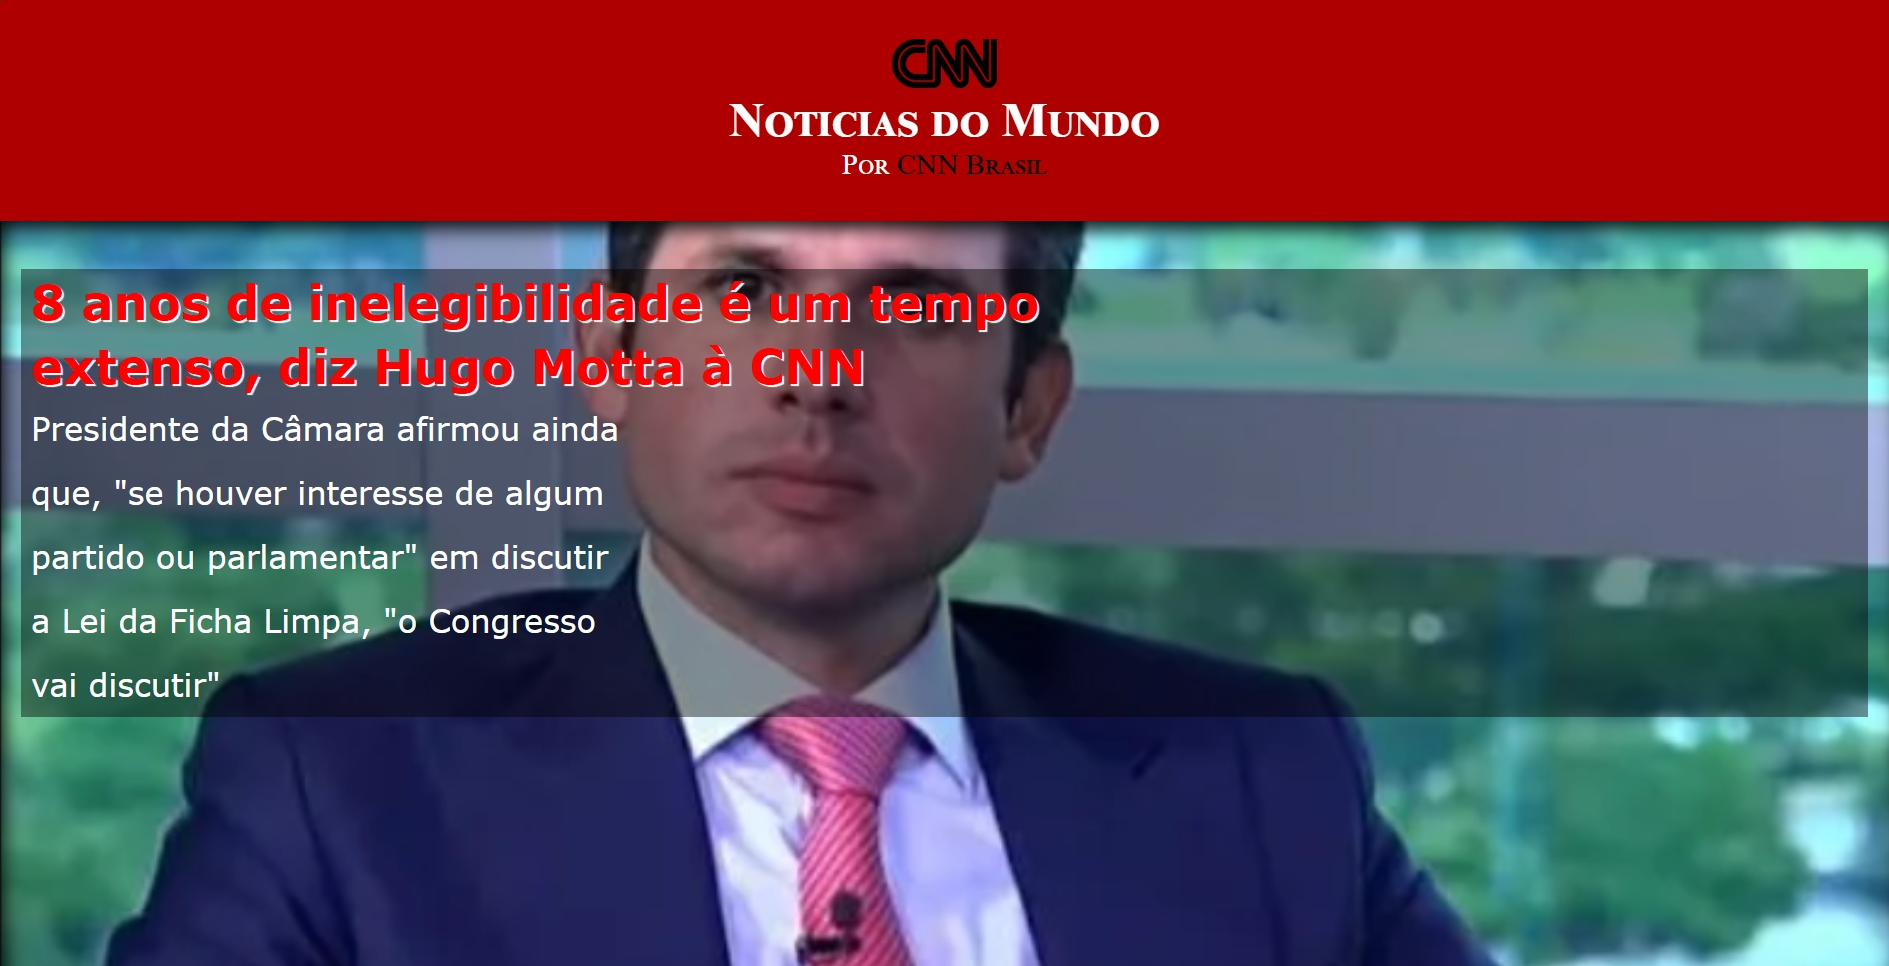 CNN
Noticias do Mundo
Por CNN Brasil
8 anos de inelegibilidade é um tempo
extenso, diz Hugo Motta à CNN
Presidente da Câmara afirmou ainda
que, "se houver interesse de algum
partido ou parlamentar" em discutir
a Lei da Ficha Limpa, "o Congresso
vai discutir"